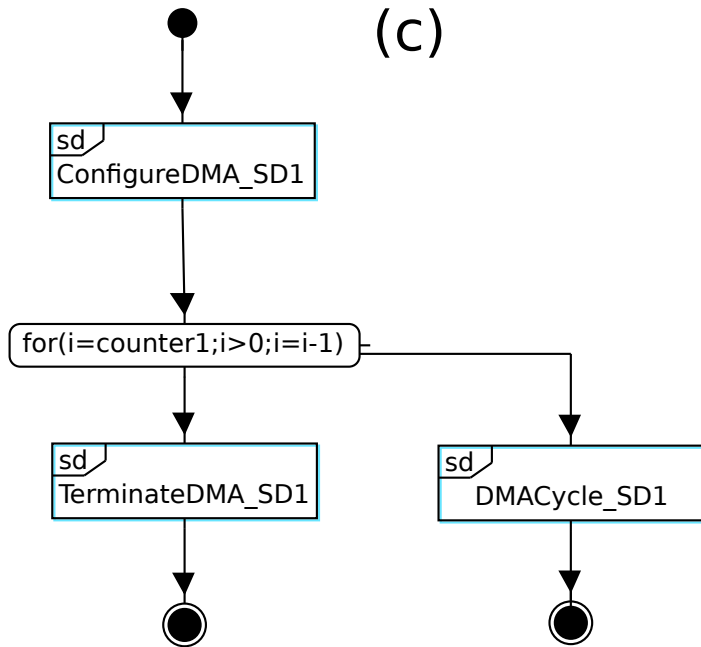 (c)
sd
ConfigureDMA_SD1
for(i=counter1;i>0;i=i-1)
sd
TerminateDMA_SD1
sd
DMACycle_SD1